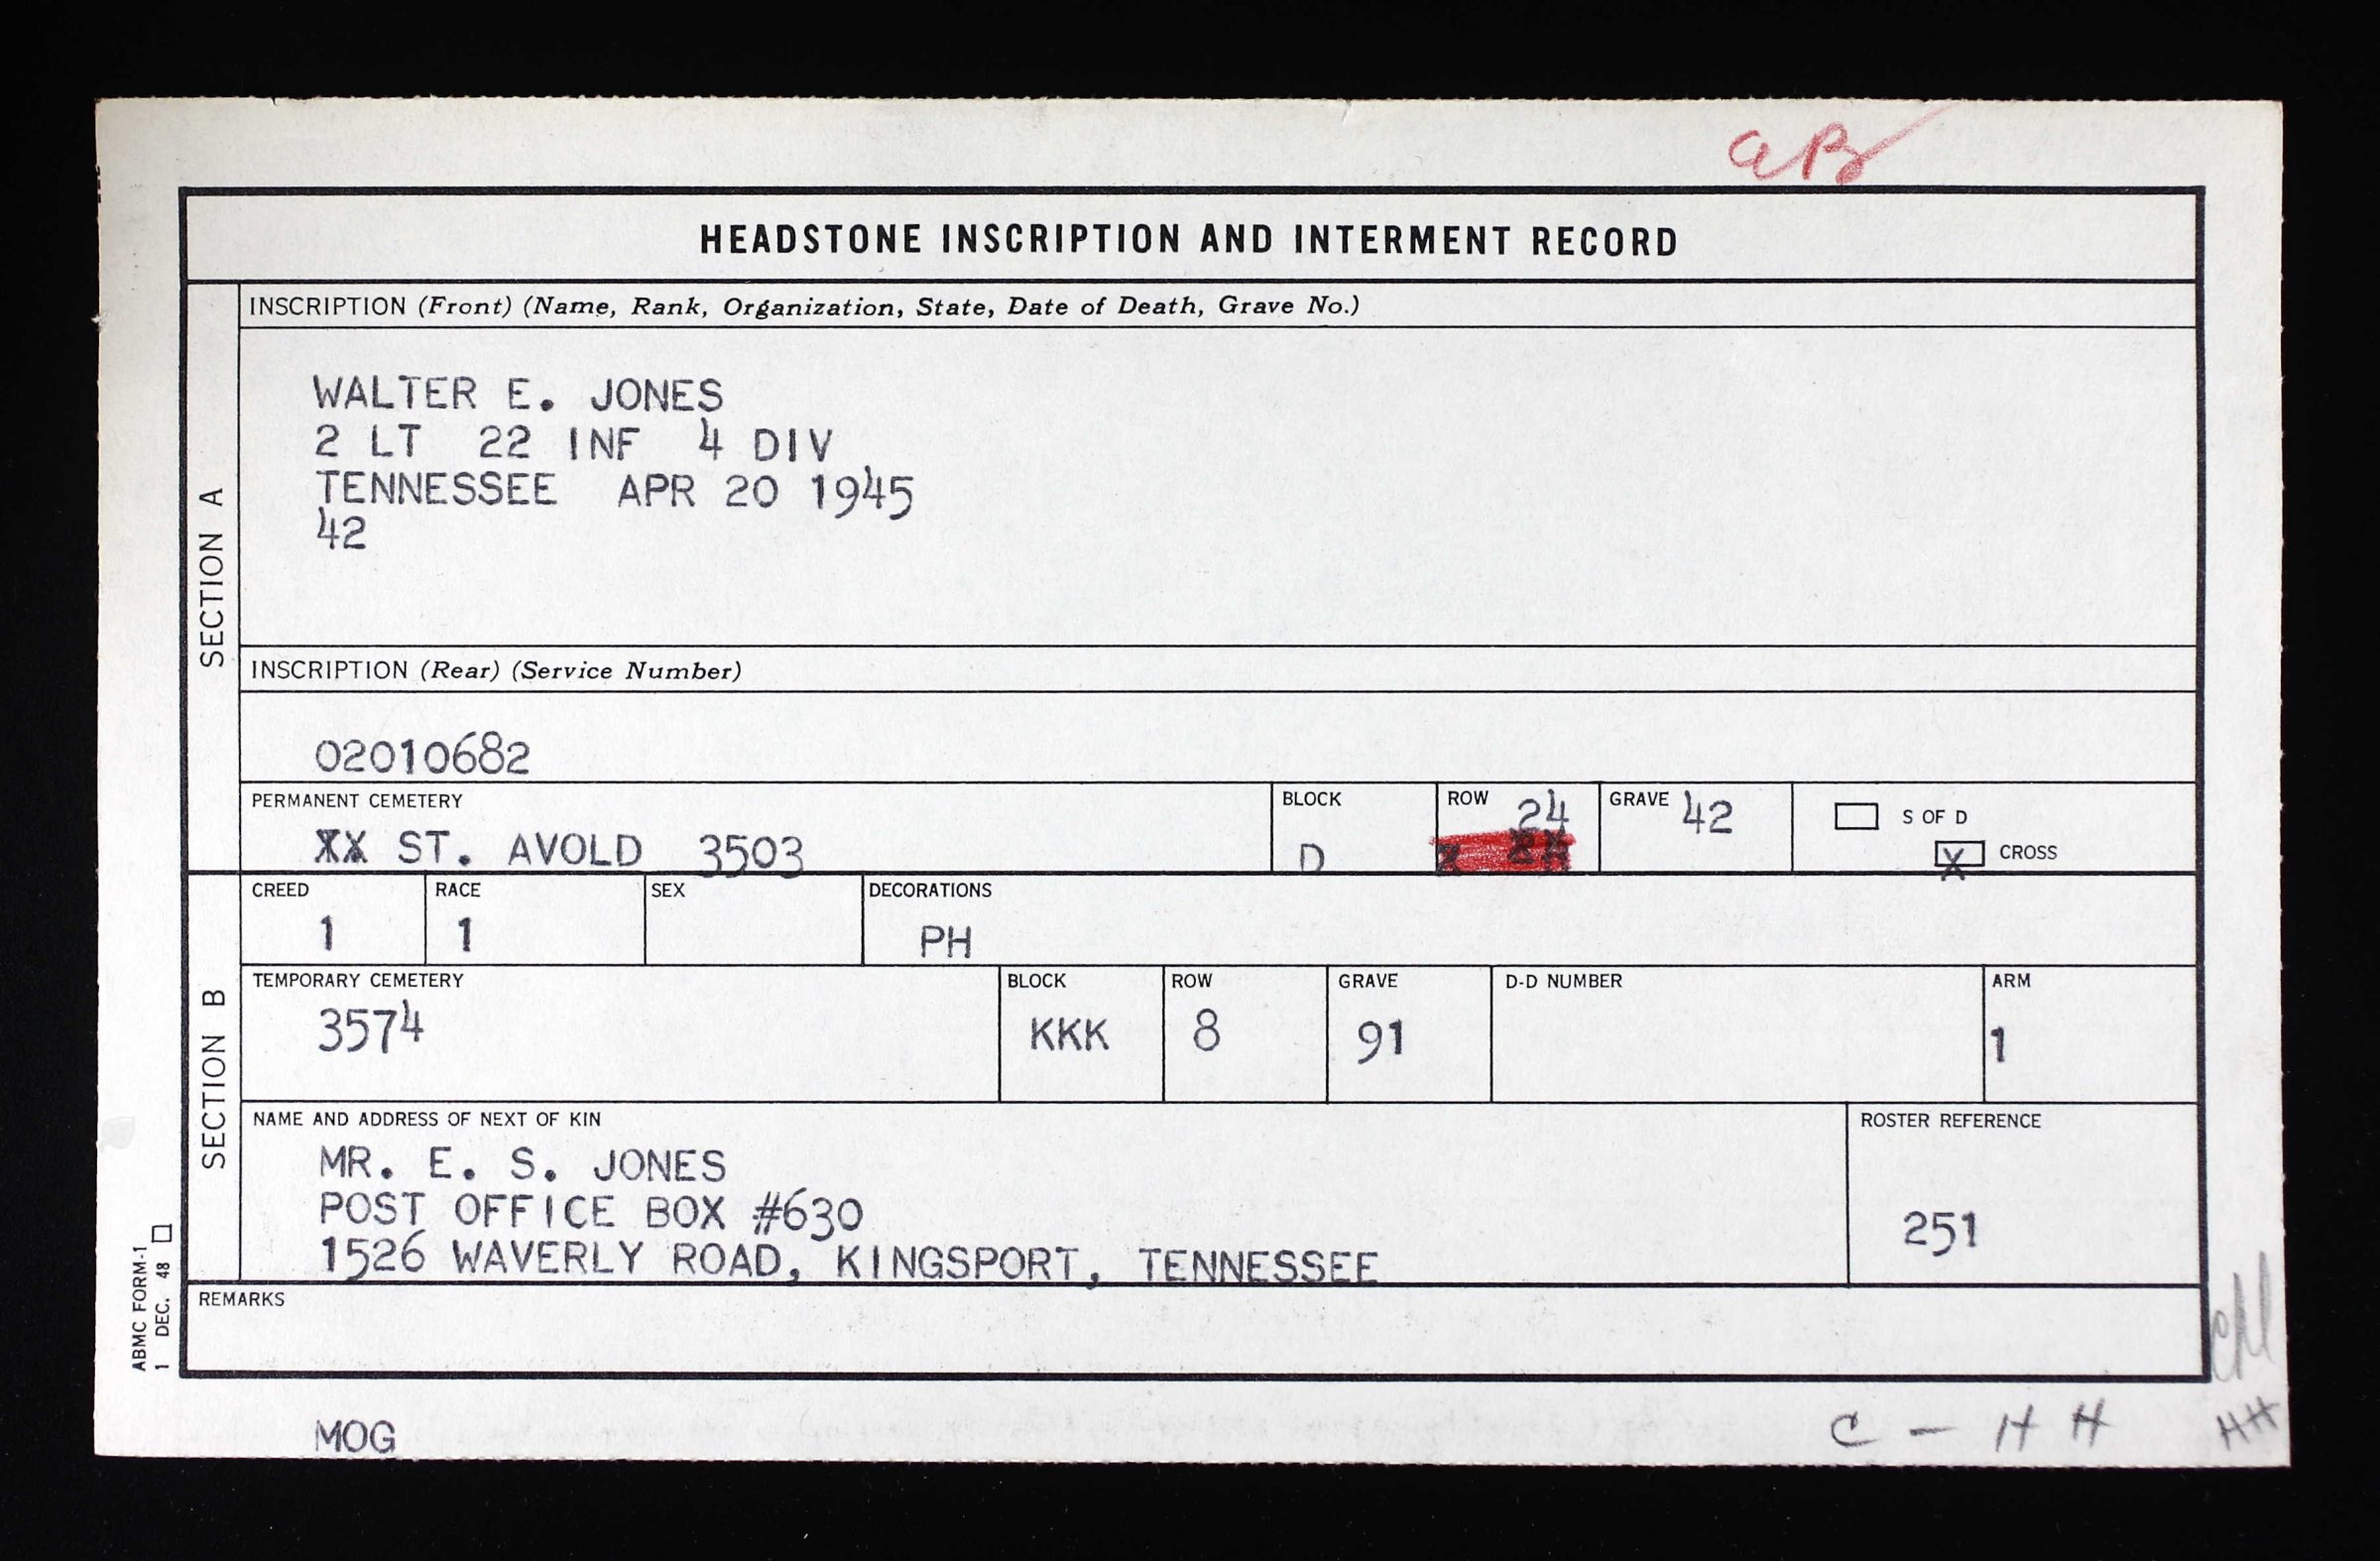 aB
HEADSTONE INSCRIPTION AND INTERMENT RECORD
SECTION A
INSCRIPTION (Front) (Name, Rank, Organization, State, Date of Death, Grave No.)
WALTER E. JONES
2 LT 22 INF 4 DIV
TENNESSEE APR 20 1945
42
INSCRIPTION (Rear) (Service Number)
02010682
PERMANENT CEMETERY
XX ST. AVOLD 3503
BLOCK
D
ROW
24
GRAVE
42
S OF D
X CROSS
SECTION B
CREED
1
RACE
1
SEX
DECORATIONS
PH
TEMPORARY CEMETERY
3574
BLOCK
KKK
ROW
8
GRAVE
91
D-D NUMBER
ARM
1
NAME AND ADDRESS OF NEXT OF KIN
MR. E. S. JONES
POST OFFICE BOX #630
1526 WAVERLY ROAD, KINGSPORT, TENNESSEE
ROSTER REFERENCE
251
REMARKS
ABMC FORM-1
1 DEC. 48
MOG
C - H H
HH